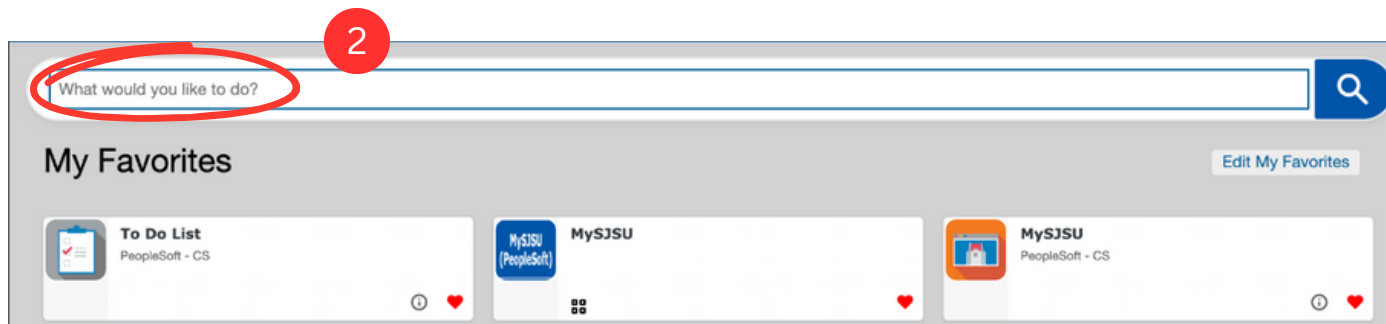 2
What would you like to do?
My Favorites
Edit My Favorites
To Do List
PeopleSoft - CS
MySJSU
(PeopleSoft)
MySJSU
MySJSU
PeopleSoft - CS